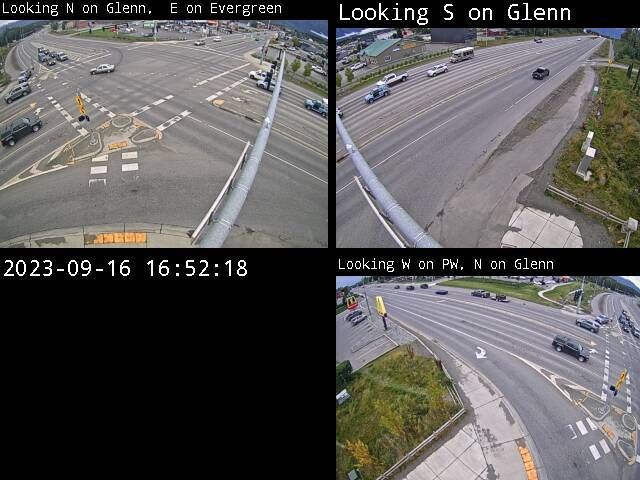 Looking N on Glenn,  E on Evergreen
Looking S on Glenn
2023-09-16 16:52:18
Looking W on PW, N on Glenn